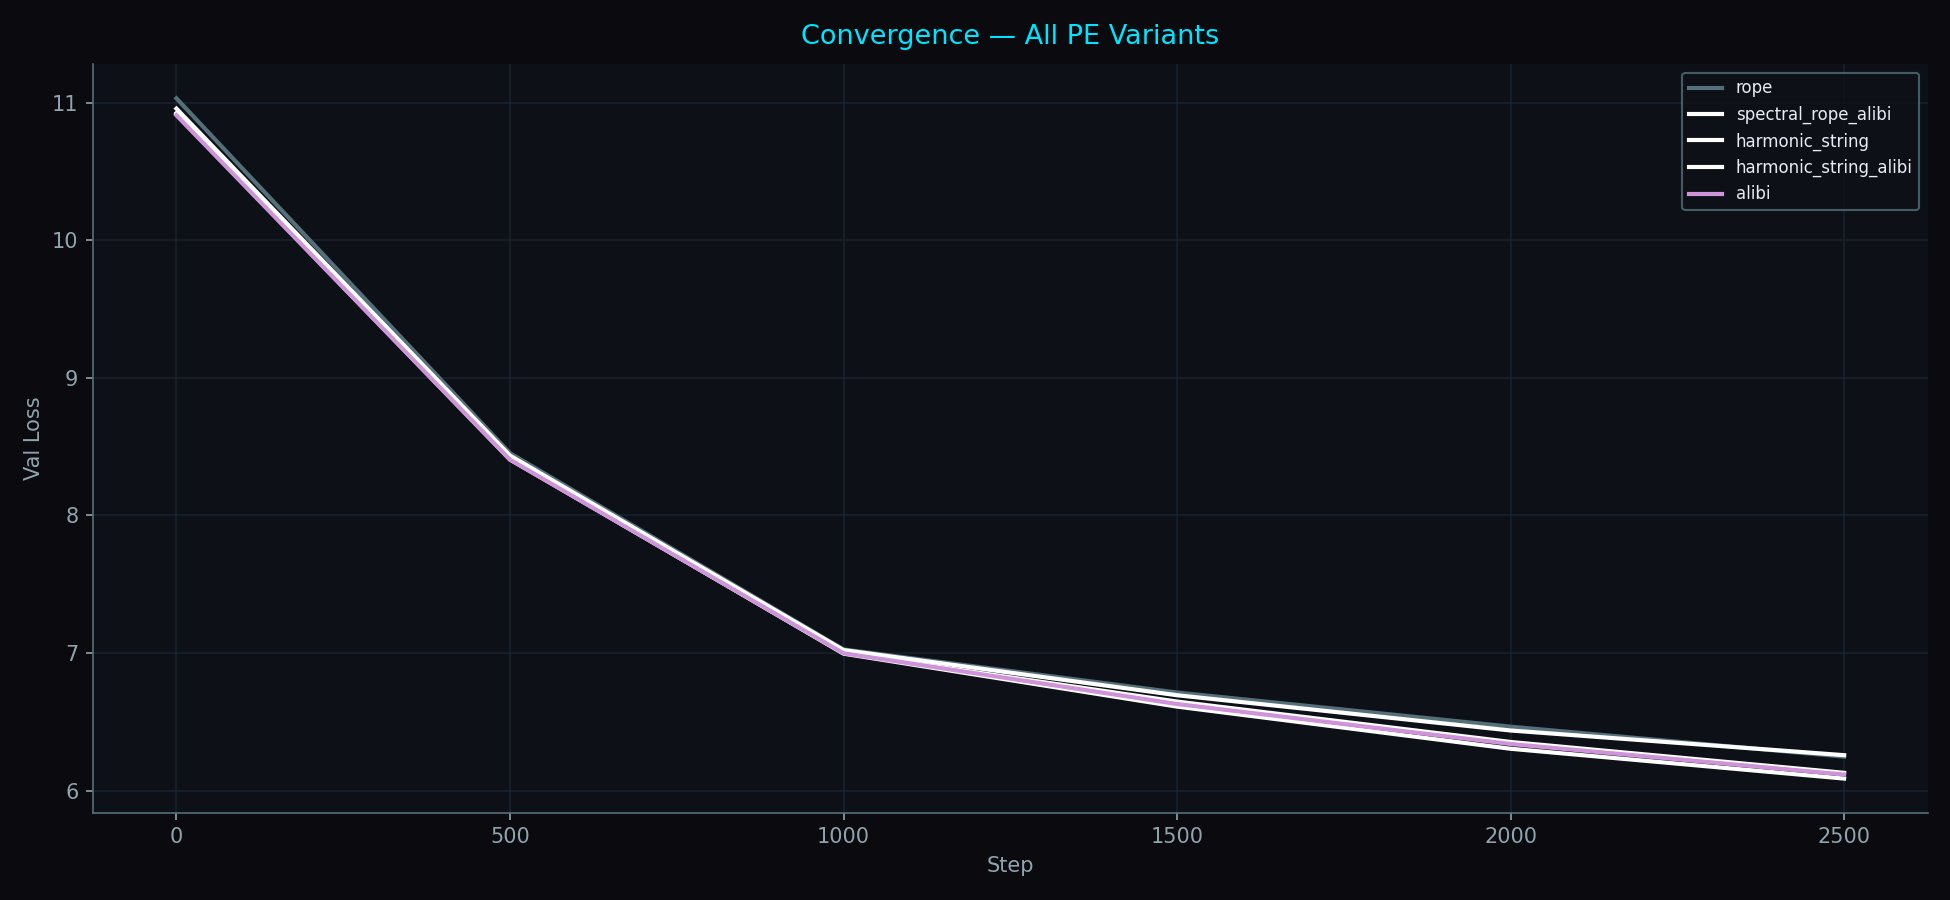 Convergence — All PE Variants
rope
spectral_rope_alibi
harmonic_string
harmonic_string_alibi
alibi
11
10
9
8
7
6
Val Loss
0 500 1000 1500 2000 2500
Step